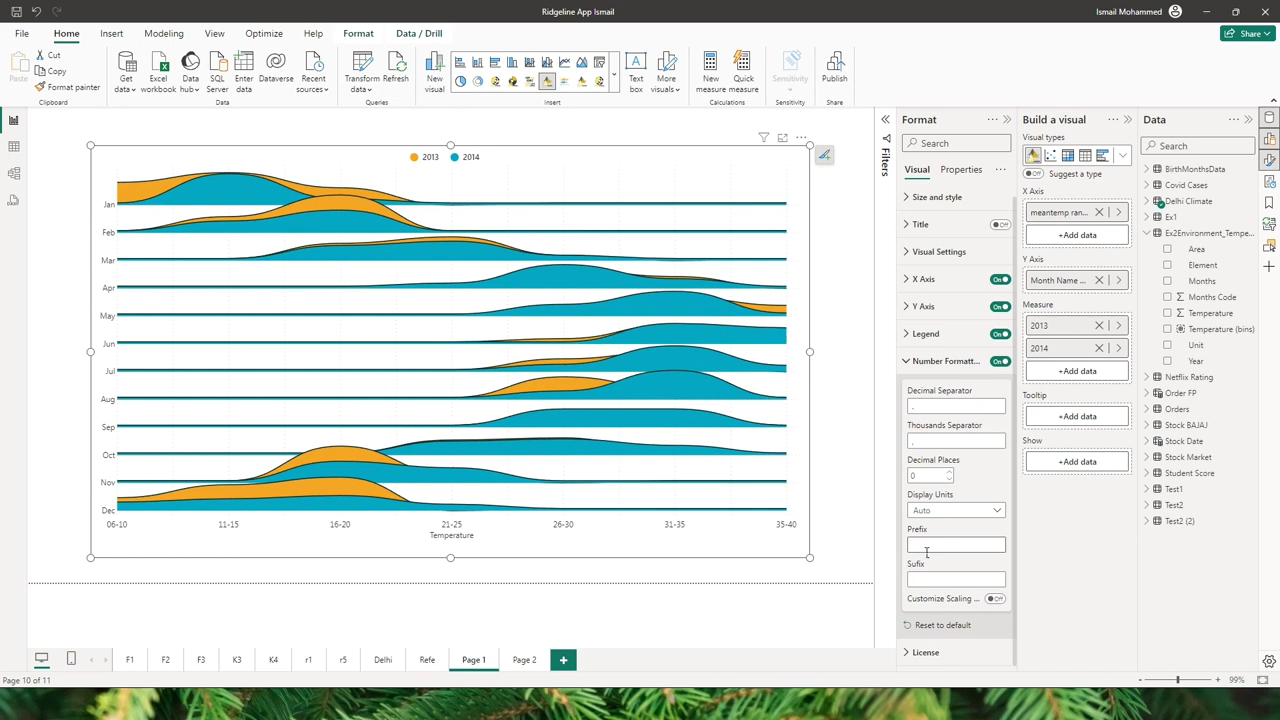 Ridgeline App Ismail
Ismail Mohammed
File
Home
Insert
Modeling
View
Optimize
Help
Format
Data / Drill
Share
Paste
Cut
Copy
Format painter
Clipboard
Get data
Excel workbook
Data hub
SQL Server
Enter data
Dataverse
Recent sources
Data
Transform data
Refresh
Queries
New visual
Text box
More visuals
Insert
New measure
Quick measure
Calculations
Sensitivity
Sensitivity
Publish
Share
2013
2014
Jan
Feb
Mar
Apr
May
Jun
Jul
Aug
Sep
Oct
Nov
Dec
06-10
11-15
16-20
21-25
26-30
31-35
35-40
Temperature
Filters
Format
Search
Visual
Properties
Size and style
Title
Off
Visual Settings
X Axis
On
Y Axis
On
Legend
On
Number Formatt...
On
Decimal Separator
.
Thousands Separator
,
Decimal Places
0
Display Units
Auto
Prefix
Sufix
Customize Scaling ...
Off
Reset to default
License
Build a visual
Visual types
Off
Suggest a type
X Axis
meantemp ran...
+Add data
Y Axis
Month Name ...
Measure
2013
2014
+Add data
Tooltip
+Add data
Show
+Add data
Data
Search
BirthMonthsData
Covid Cases
Delhi Climate
Ex1
Ex2Environment_Tempe...
Area
Element
Months
Months Code
Temperature
Temperature (bins)
Unit
Year
Netflix Rating
Order FP
Orders
Stock BAJAJ
Stock Date
Stock Market
Student Score
Test1
Test2
Test2 (2)
F1
F2
F3
K3
K4
r1
r5
Delhi
Refe
Page 1
Page 2
Page 10 of 11
99%